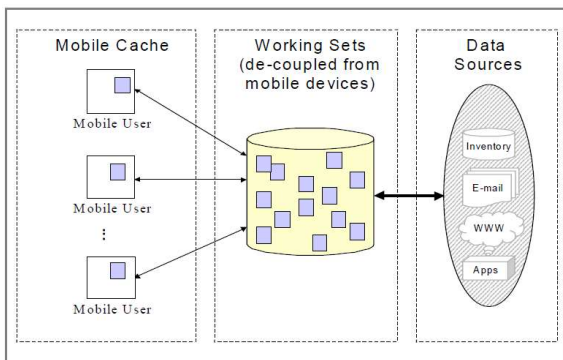 Mobile Cache
Mobile User
Mobile User
⋮
Mobile User
Working Sets
(de-coupled from
mobile devices)
Data
Sources
Inventory
E-mail
WWW
Apps